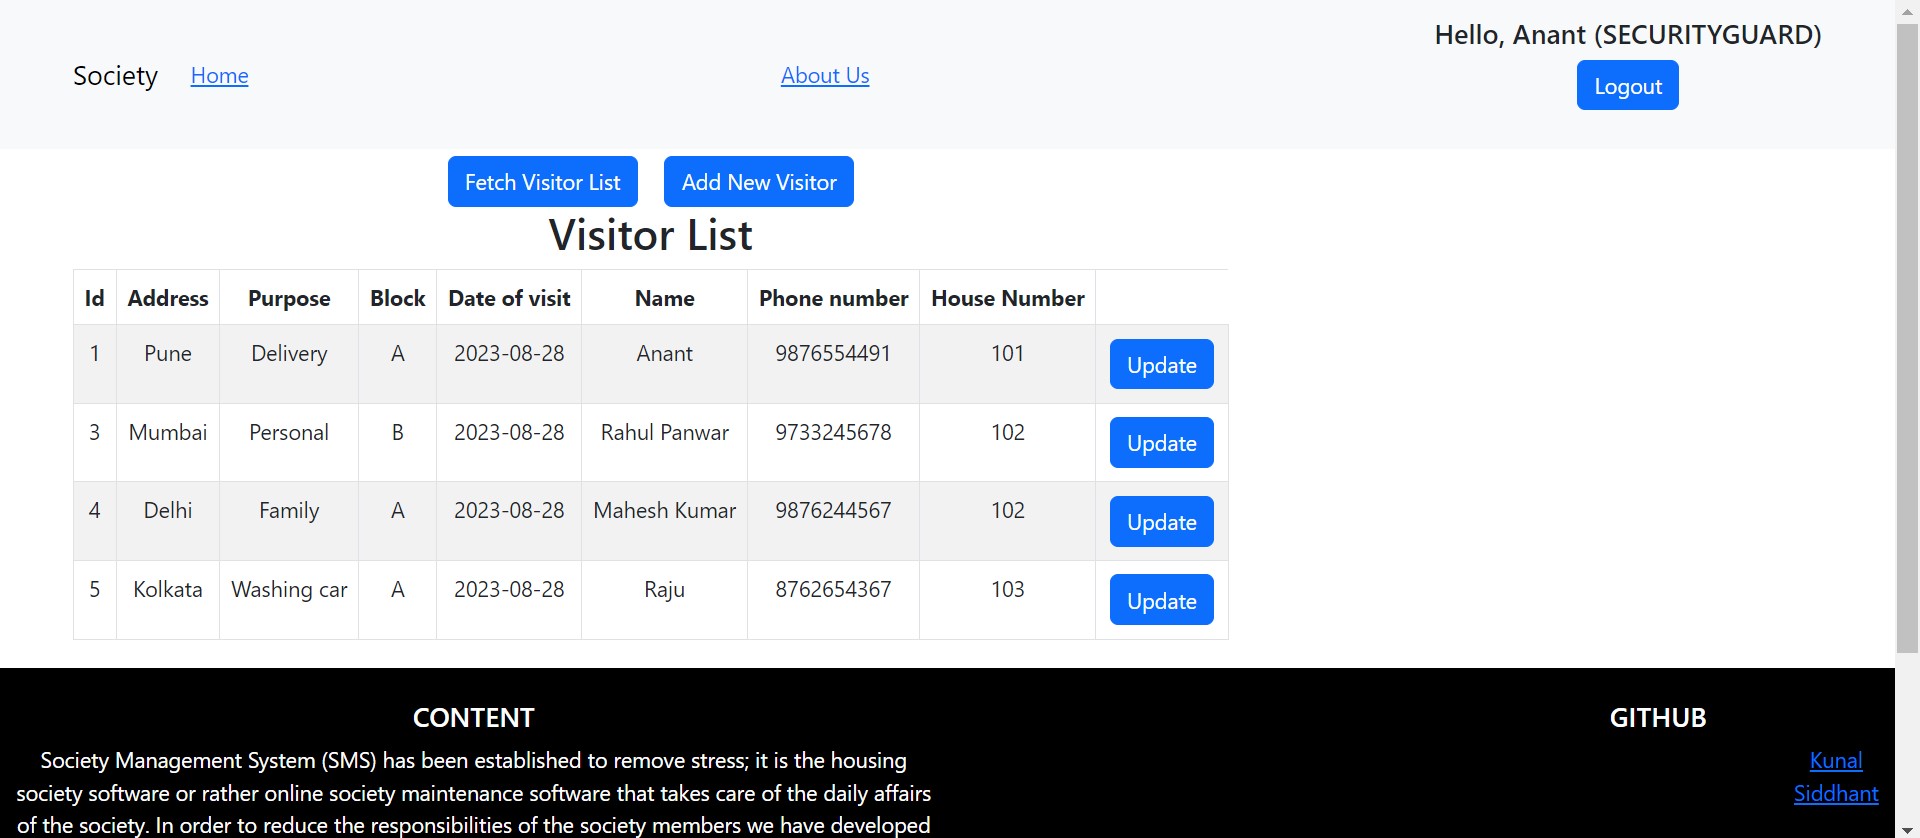 Hello, Anant (SECURITYGUARD)
Society Home About Us Logout
Fetch Visitor List Add New Visitor
Visitor List
Id Address Purpose Block Date of visit Name Phone number House Number
1 Pune Delivery A 2023-08-28 Anant 9876554491 101 Update
3 Mumbai Personal B 2023-08-28 Rahul Panwar 9733245678 102 Update
4 Delhi Family A 2023-08-28 Mahesh Kumar 9876244567 102 Update
5 Kolkata Washing car A 2023-08-28 Raju 8762654367 103 Update
CONTENT
Society Management System (SMS) has been established to remove stress; it is the housing
society software or rather online society maintenance software that takes care of the daily affairs
of the society. In order to reduce the responsibilities of the society members we have developed
GITHUB
Kunal
Siddhant